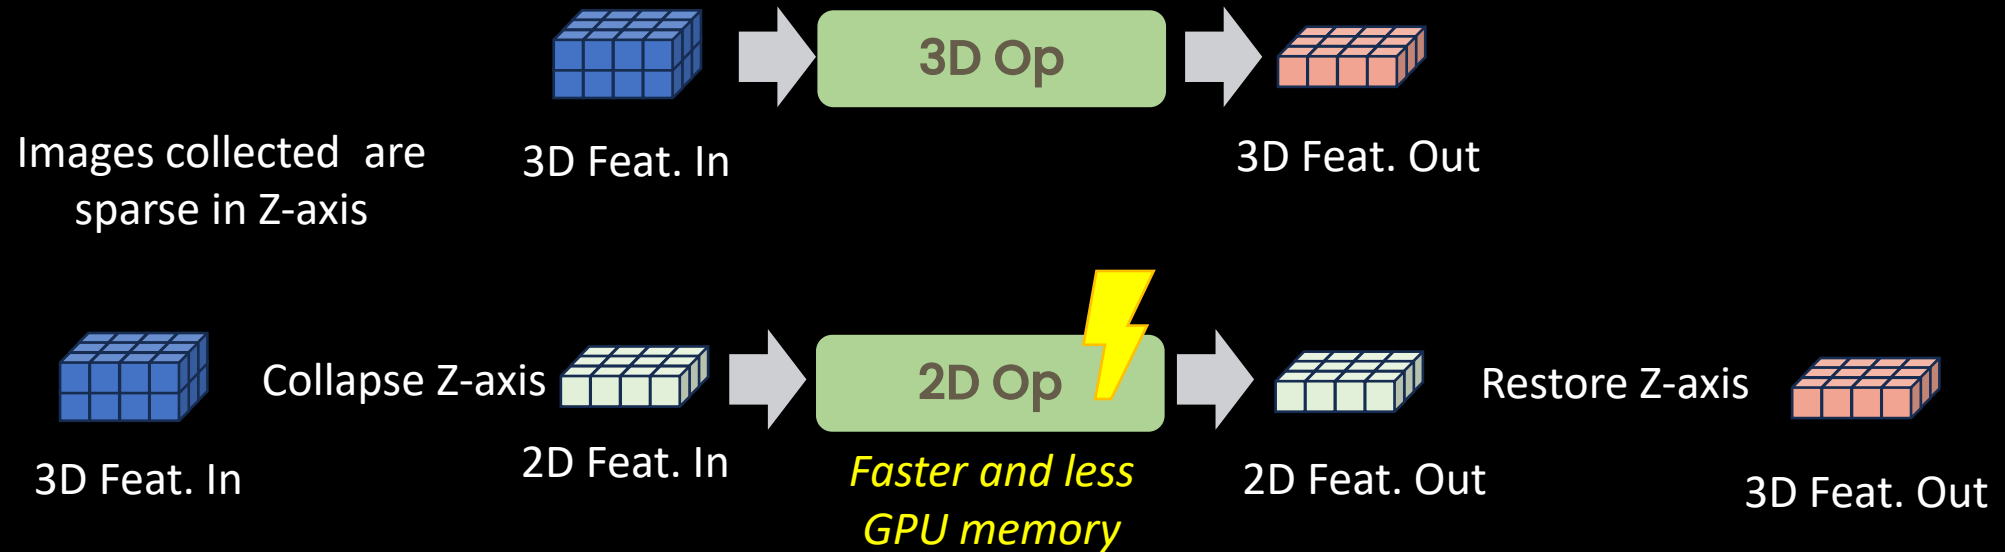 3D Op
Images collected  are
sparse in Z-axis
3D Feat. In
3D Feat. Out
Collapse Z-axis
2D Op
Restore Z-axis
3D Feat. In
2D Feat. In
Faster and less
GPU memory
2D Feat. Out
3D Feat. Out